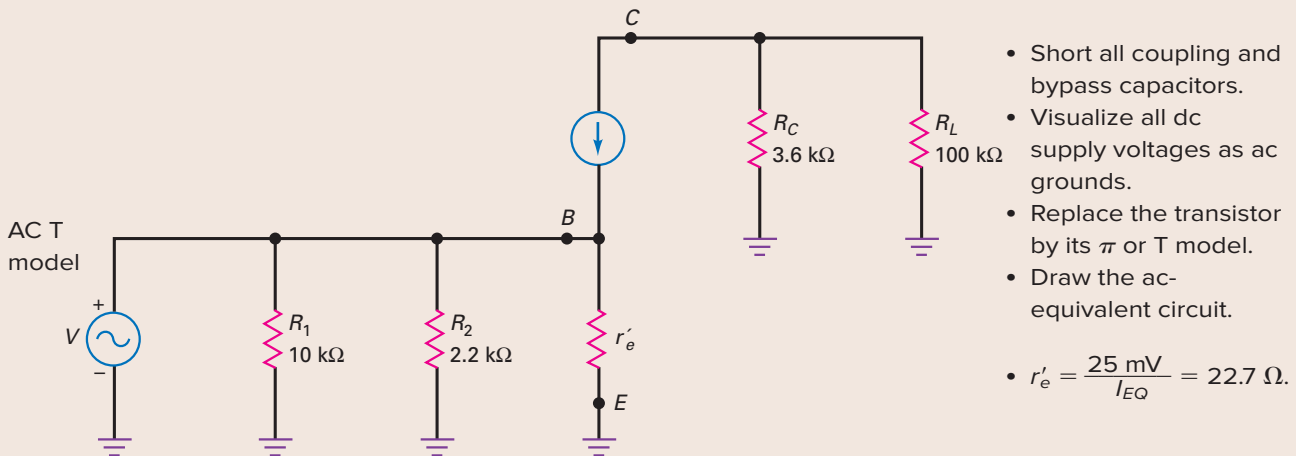 C
R_C
3.6 kΩ
R_L
100 kΩ
B
AC T
model
+
V
−
R_1
10 kΩ
R_2
2.2 kΩ
r′_e
E
• Short all coupling and
bypass capacitors.
• Visualize all dc
supply voltages as ac
grounds.
• Replace the transistor
by its π or T model.
• Draw the ac-
equivalent circuit.
• r′_e = 25 mV / I_EQ = 22.7 Ω.